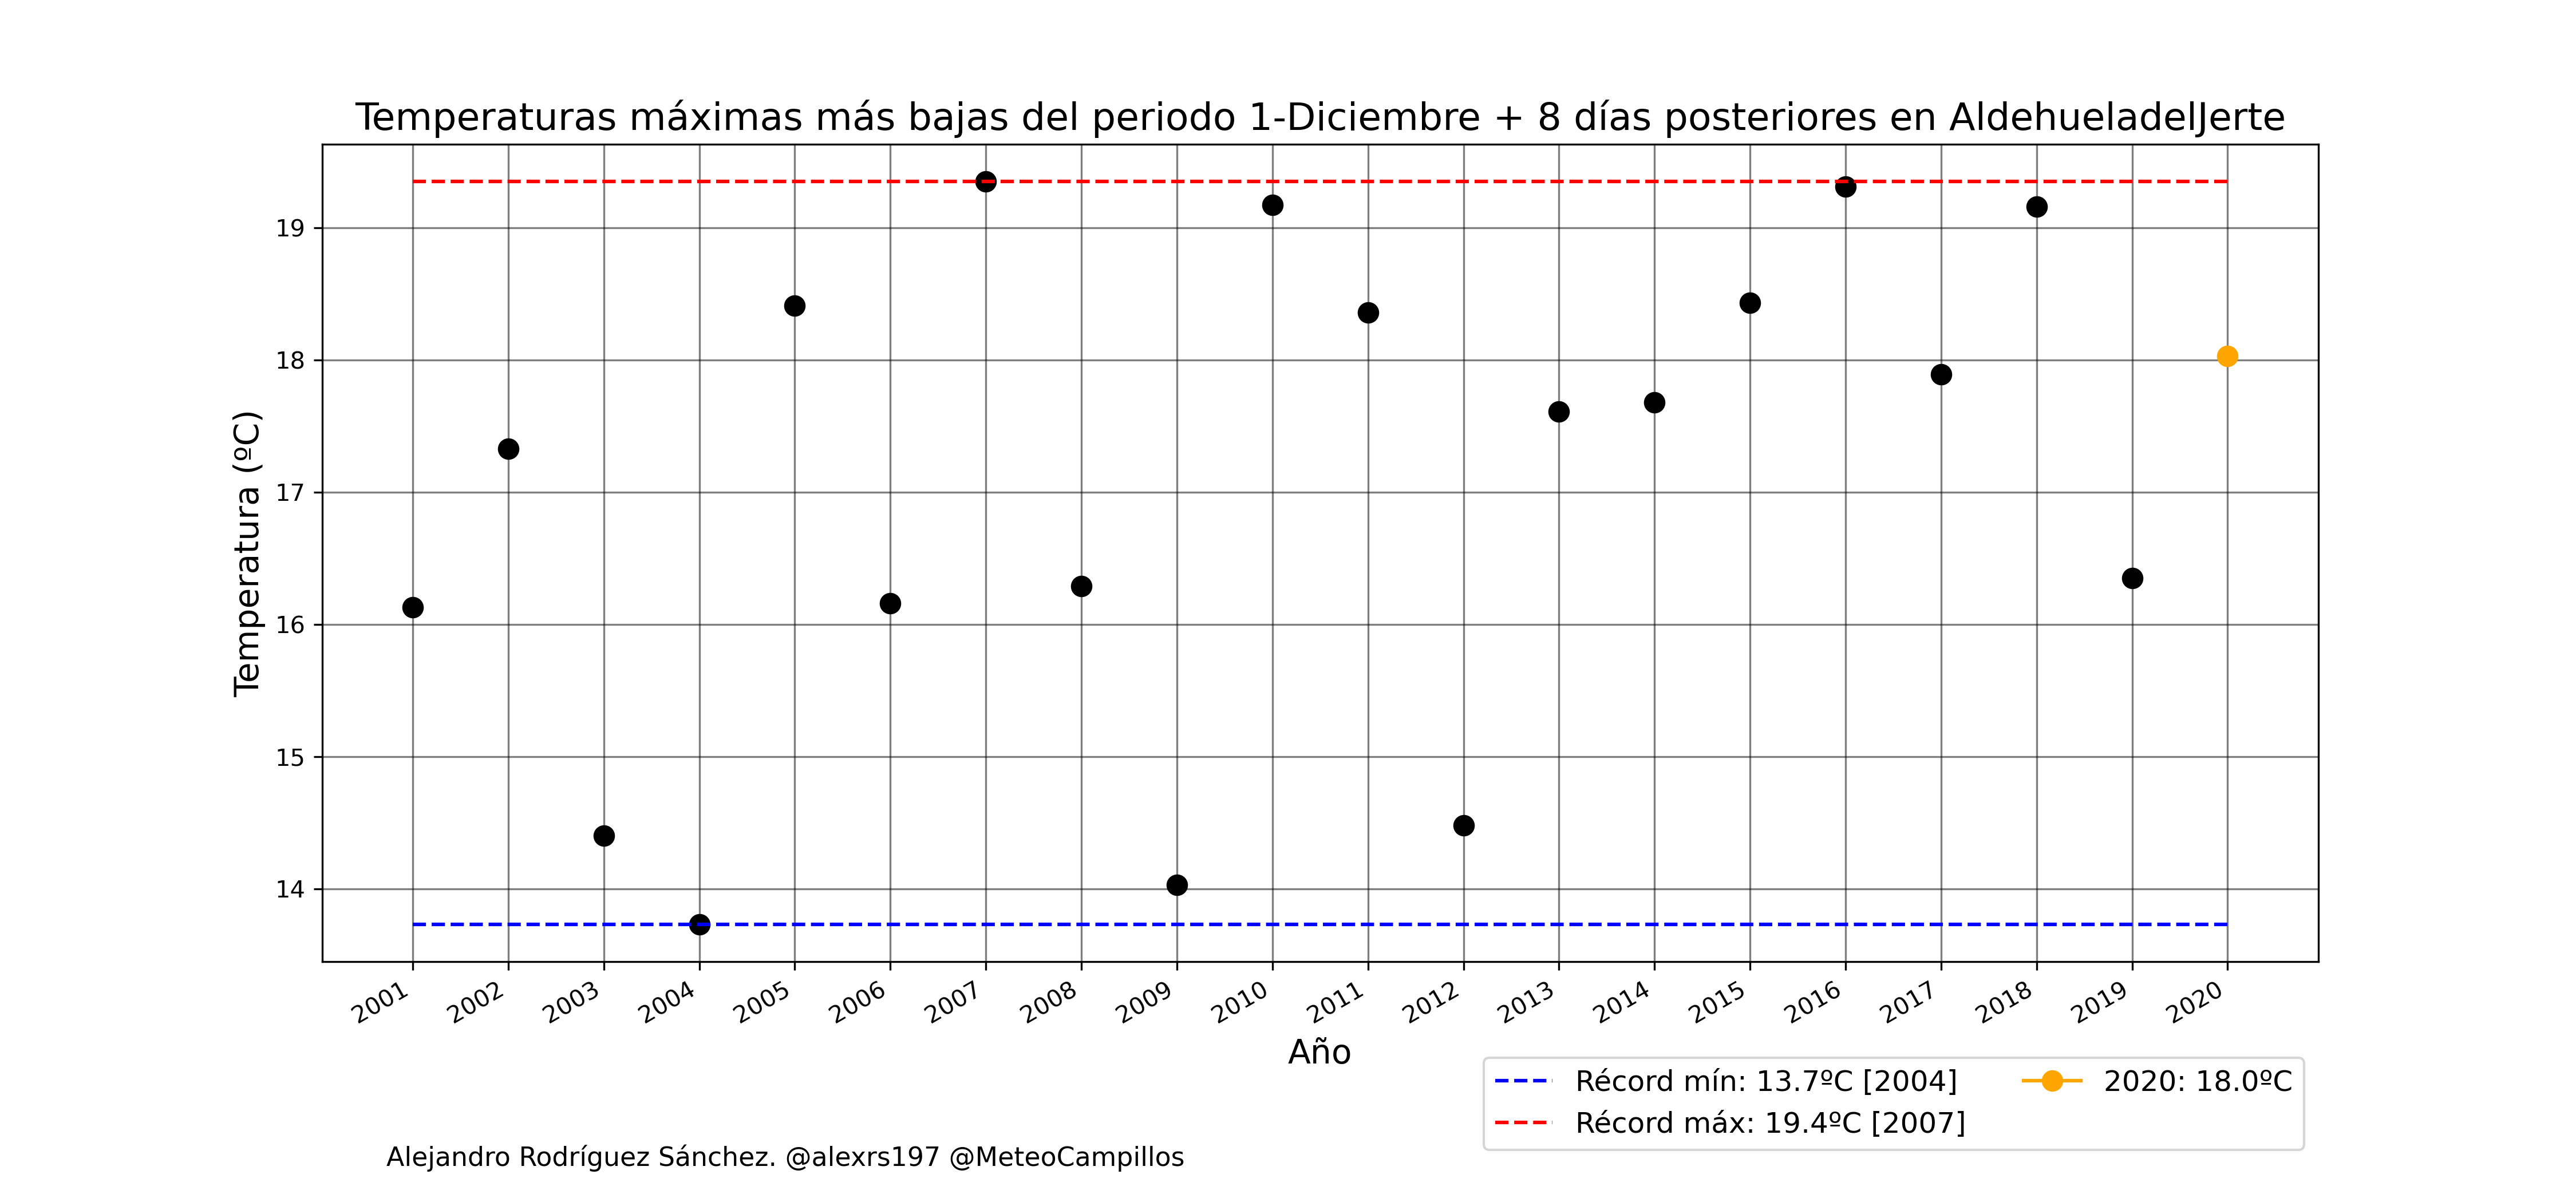 Temperaturas máximas más bajas del periodo 1-Diciembre + 8 días posteriores en AldehueladelJerte
Temperatura (ºC)
19
18
17
16
15
14
2001 2002 2003 2004 2005 2006 2007 2008 2009 2010 2011 2012 2013 2014 2015 2016 2017 2018 2019 2020
Año
Récord mín: 13.7ºC [2004]
Récord máx: 19.4ºC [2007]
2020: 18.0ºC
Alejandro Rodríguez Sánchez. @alexrs197 @MeteoCampillos